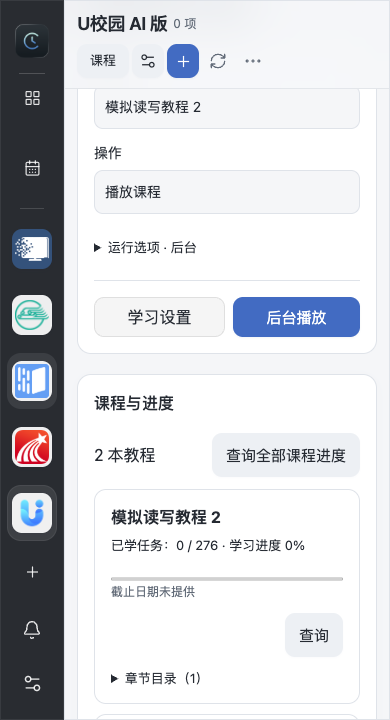 U校园 AI 版 0 项
课程
模拟读写教程 2
操作
播放课程
运行选项 · 后台
学习设置
后台播放
课程与进度
2 本教程
查询全部课程进度
模拟读写教程 2
已学任务：0 / 276 · 学习进度 0%
截止日期未提供
查询
章节目录（1）